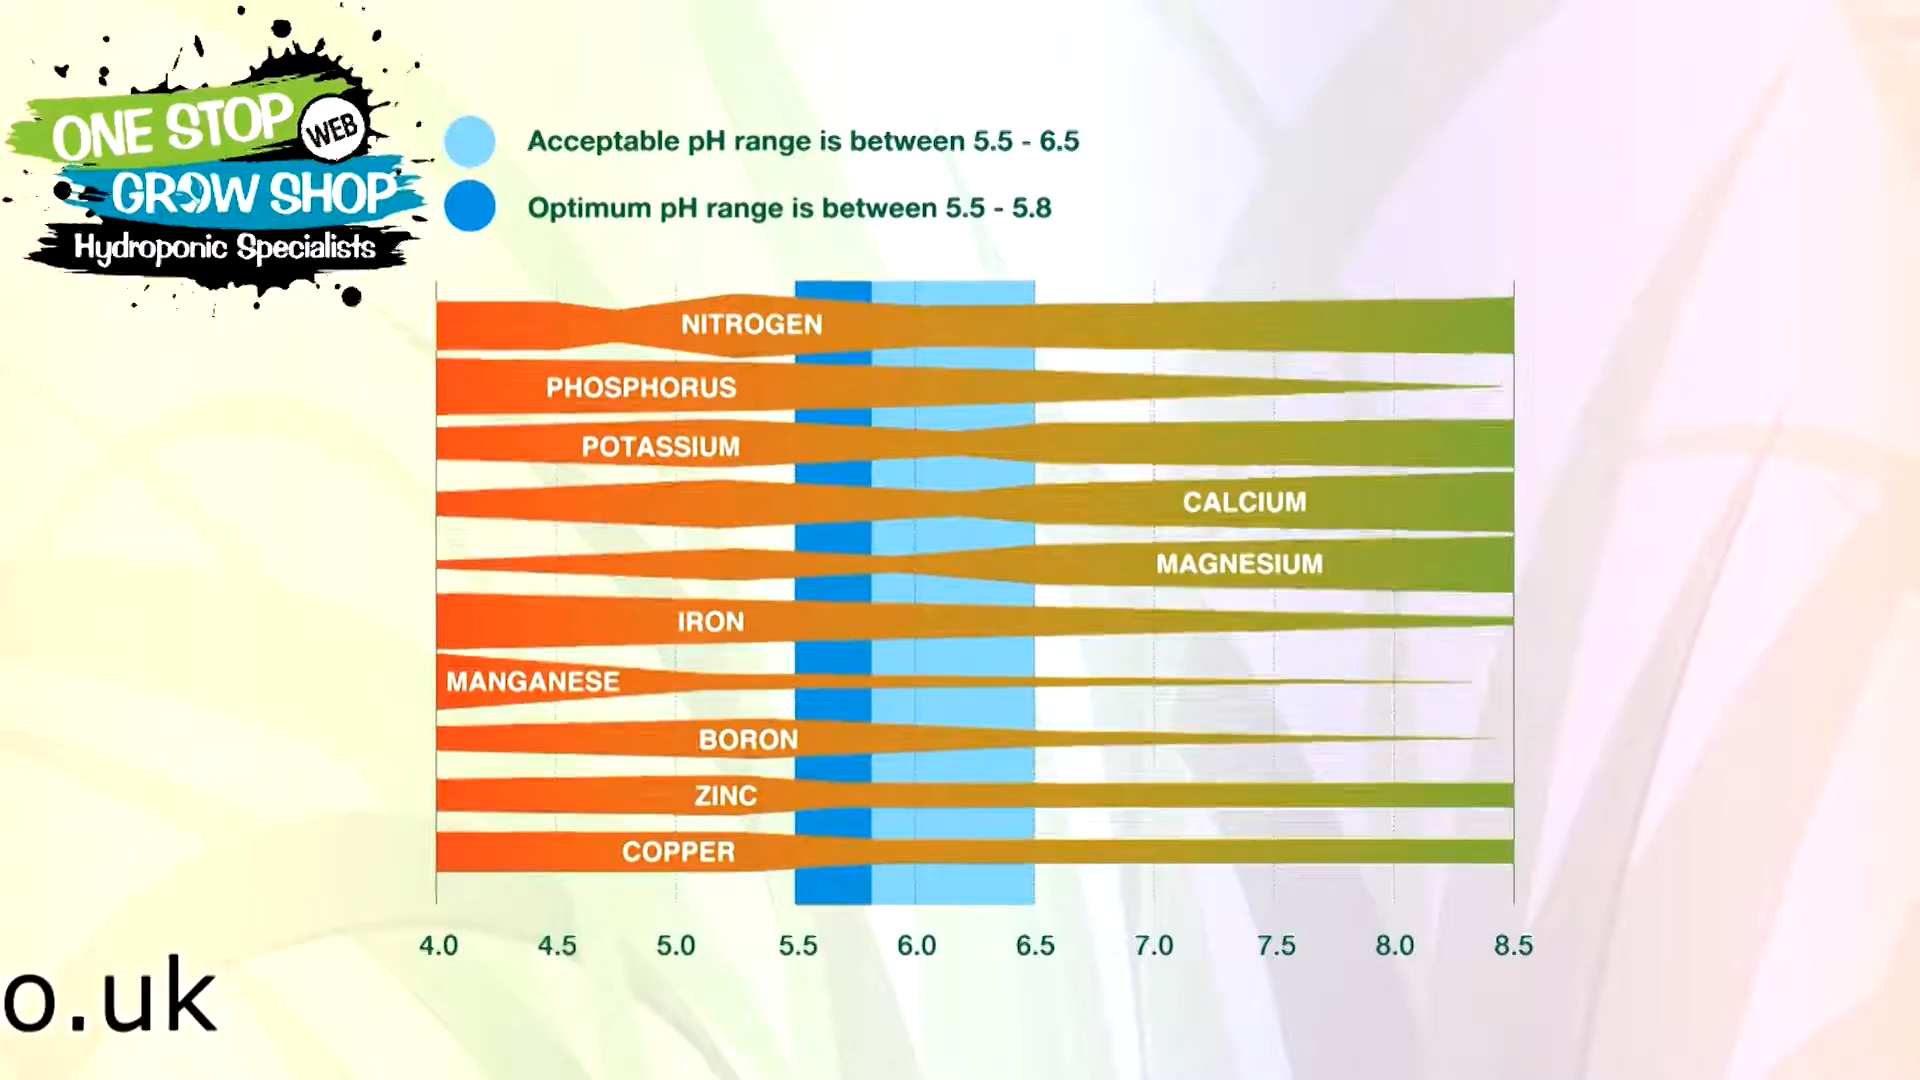 ONE STOP
WEB
GROW SHOP
Hydroponic Specialists
Acceptable pH range is between 5.5 - 6.5
Optimum pH range is between 5.5 - 5.8
NITROGEN
PHOSPHORUS
POTASSIUM
CALCIUM
MAGNESIUM
IRON
MANGANESE
BORON
ZINC
COPPER
4.0 4.5 5.0 5.5 6.0 6.5 7.0 7.5 8.0 8.5
o.uk